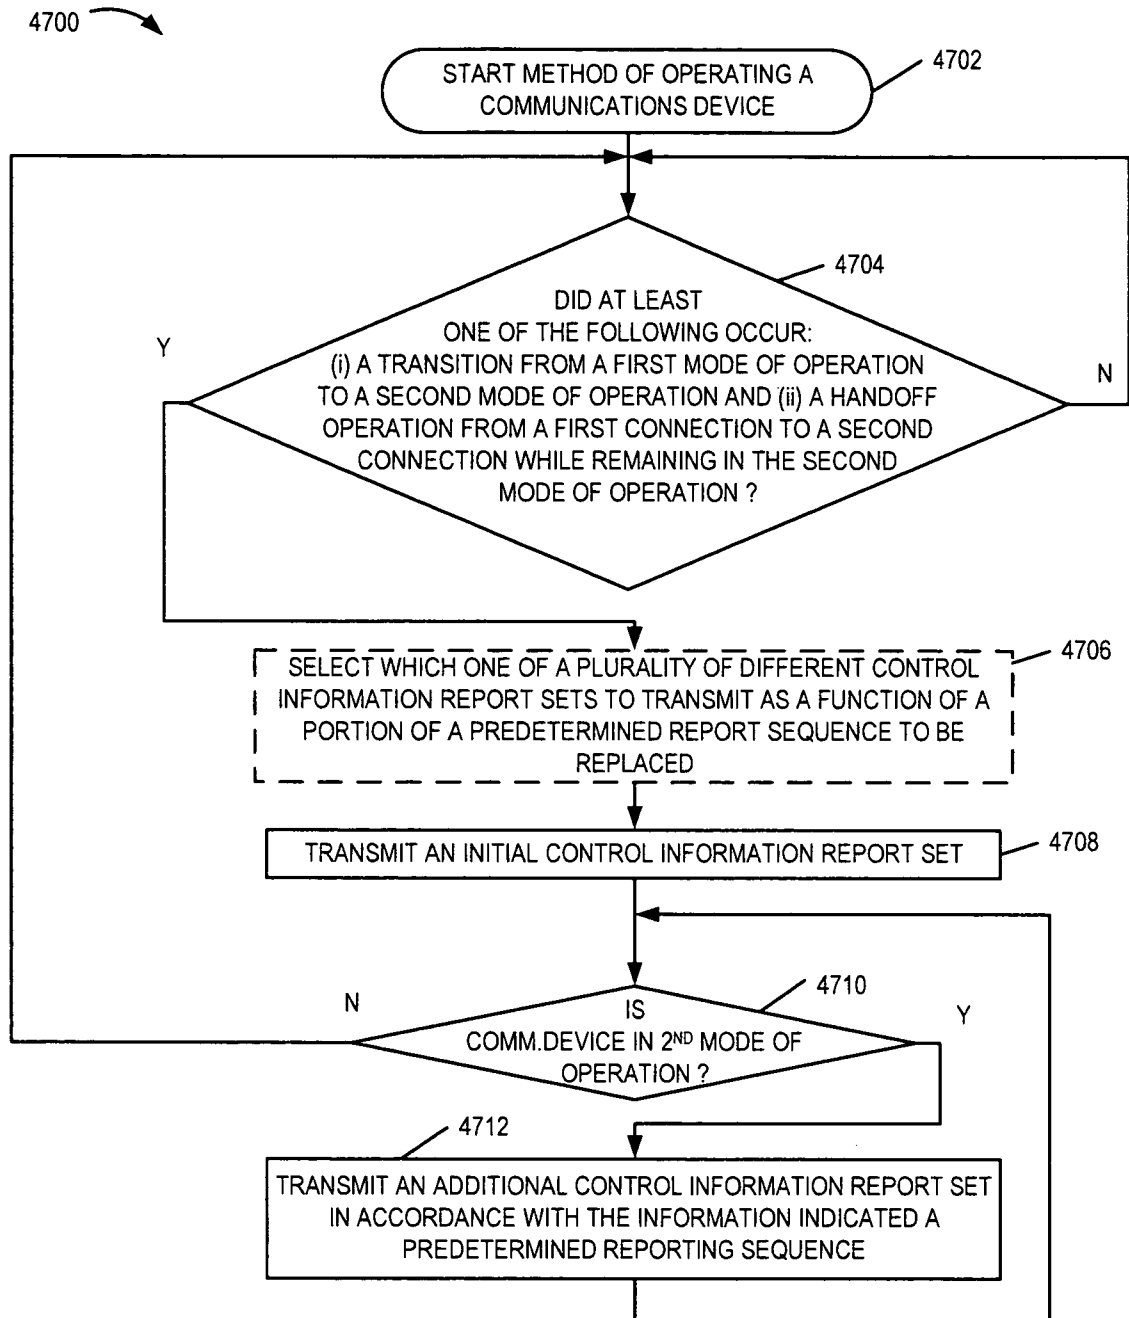 4700
START METHOD OF OPERATING A
COMMUNICATIONS DEVICE
4702
4704
DID AT LEAST
ONE OF THE FOLLOWING OCCUR:
(i) A TRANSITION FROM A FIRST MODE OF OPERATION
TO A SECOND MODE OF OPERATION AND (ii) A HANDOFF
OPERATION FROM A FIRST CONNECTION TO A SECOND
CONNECTION WHILE REMAINING IN THE SECOND
MODE OF OPERATION ?
Y
N
SELECT WHICH ONE OF A PLURALITY OF DIFFERENT CONTROL
INFORMATION REPORT SETS TO TRANSMIT AS A FUNCTION OF A
PORTION OF A PREDETERMINED REPORT SEQUENCE TO BE
REPLACED
4706
TRANSMIT AN INITIAL CONTROL INFORMATION REPORT SET
4708
4710
N
IS
COMM.DEVICE IN 2ND MODE OF
OPERATION ?
Y
4712
TRANSMIT AN ADDITIONAL CONTROL INFORMATION REPORT SET
IN ACCORDANCE WITH THE INFORMATION INDICATED A
PREDETERMINED REPORTING SEQUENCE